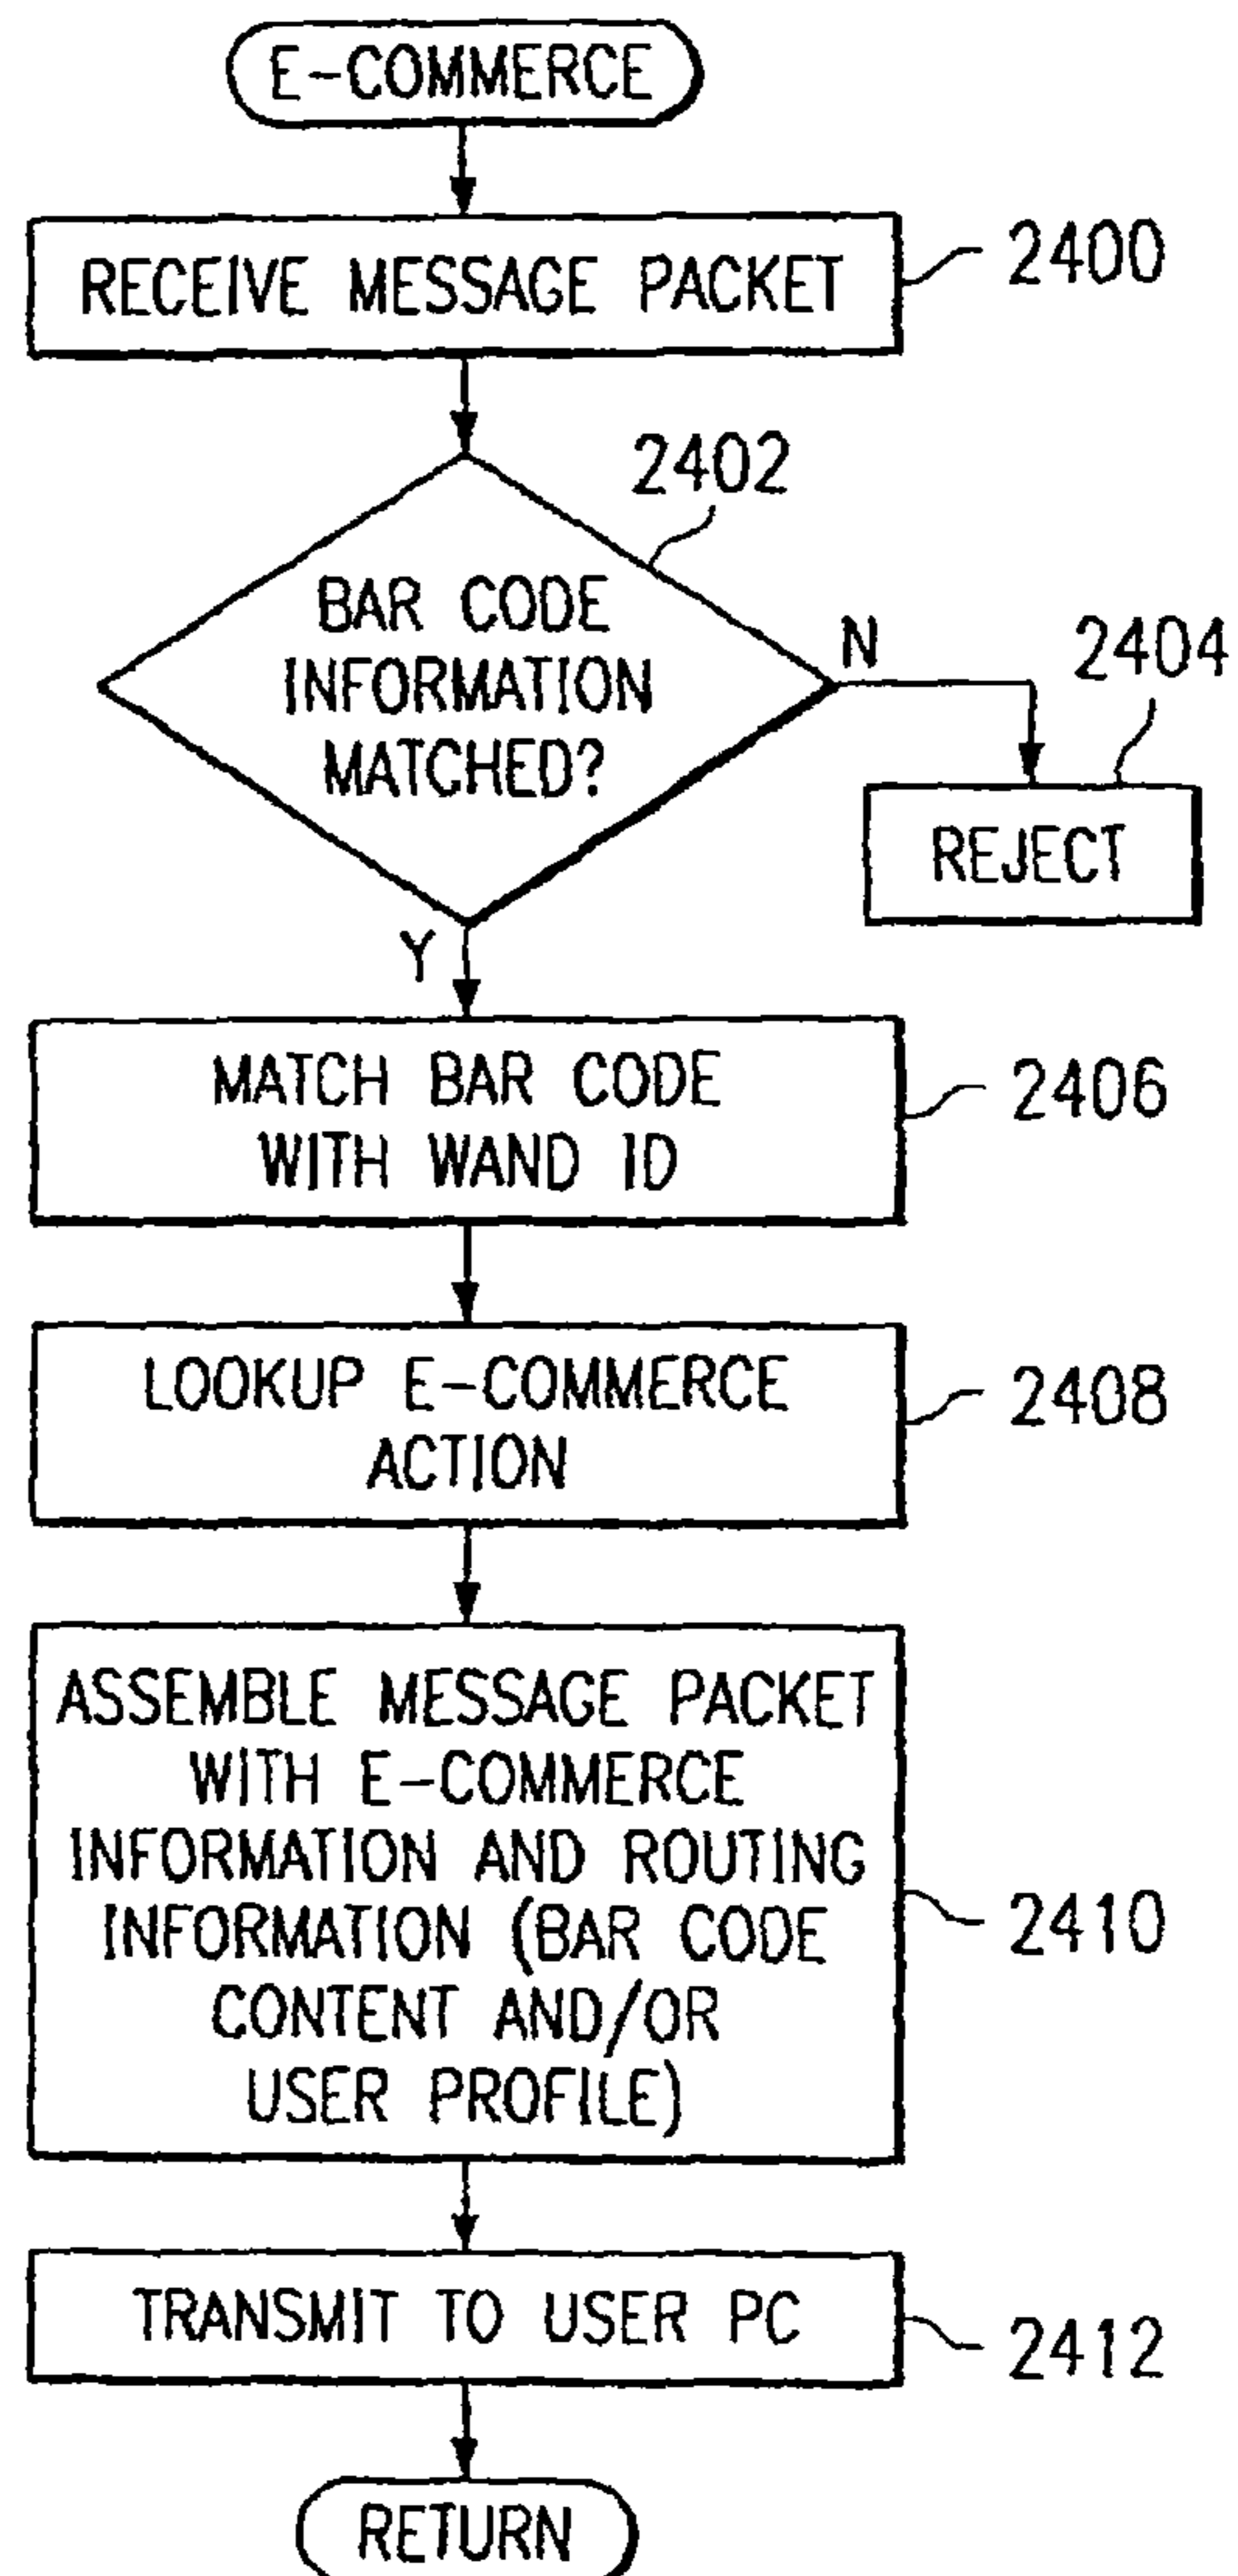 E-COMMERCE
RECEIVE MESSAGE PACKET
2400
2402
BAR CODE
INFORMATION
MATCHED?
N
2404
REJECT
Y
MATCH BAR CODE
WITH WAND ID
2406
LOOKUP E-COMMERCE
ACTION
2408
ASSEMBLE MESSAGE PACKET
WITH E-COMMERCE
INFORMATION AND ROUTING
INFORMATION (BAR CODE
CONTENT AND/OR
USER PROFILE)
2410
TRANSMIT TO USER PC
2412
RETURN